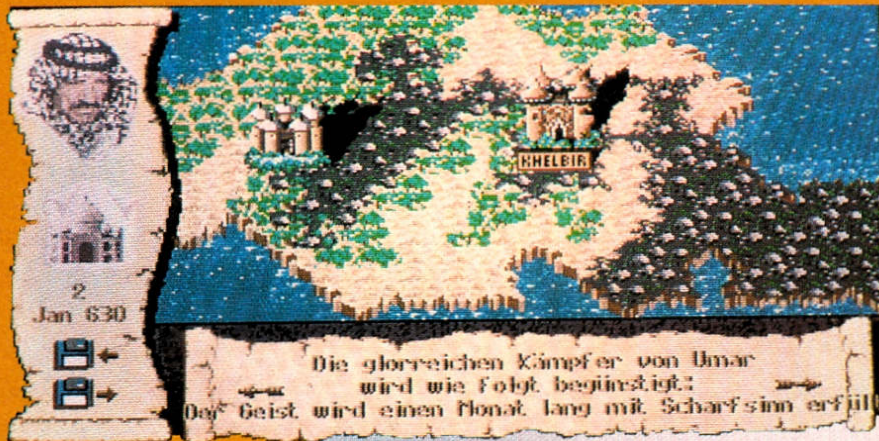 KHELBIR
2
Jan 630
Die glorreichen Kämpfer von Umar
wird wie folgt begünstigt:
Der Geist wird einen Monat lang mit Scharfsinn erfüll